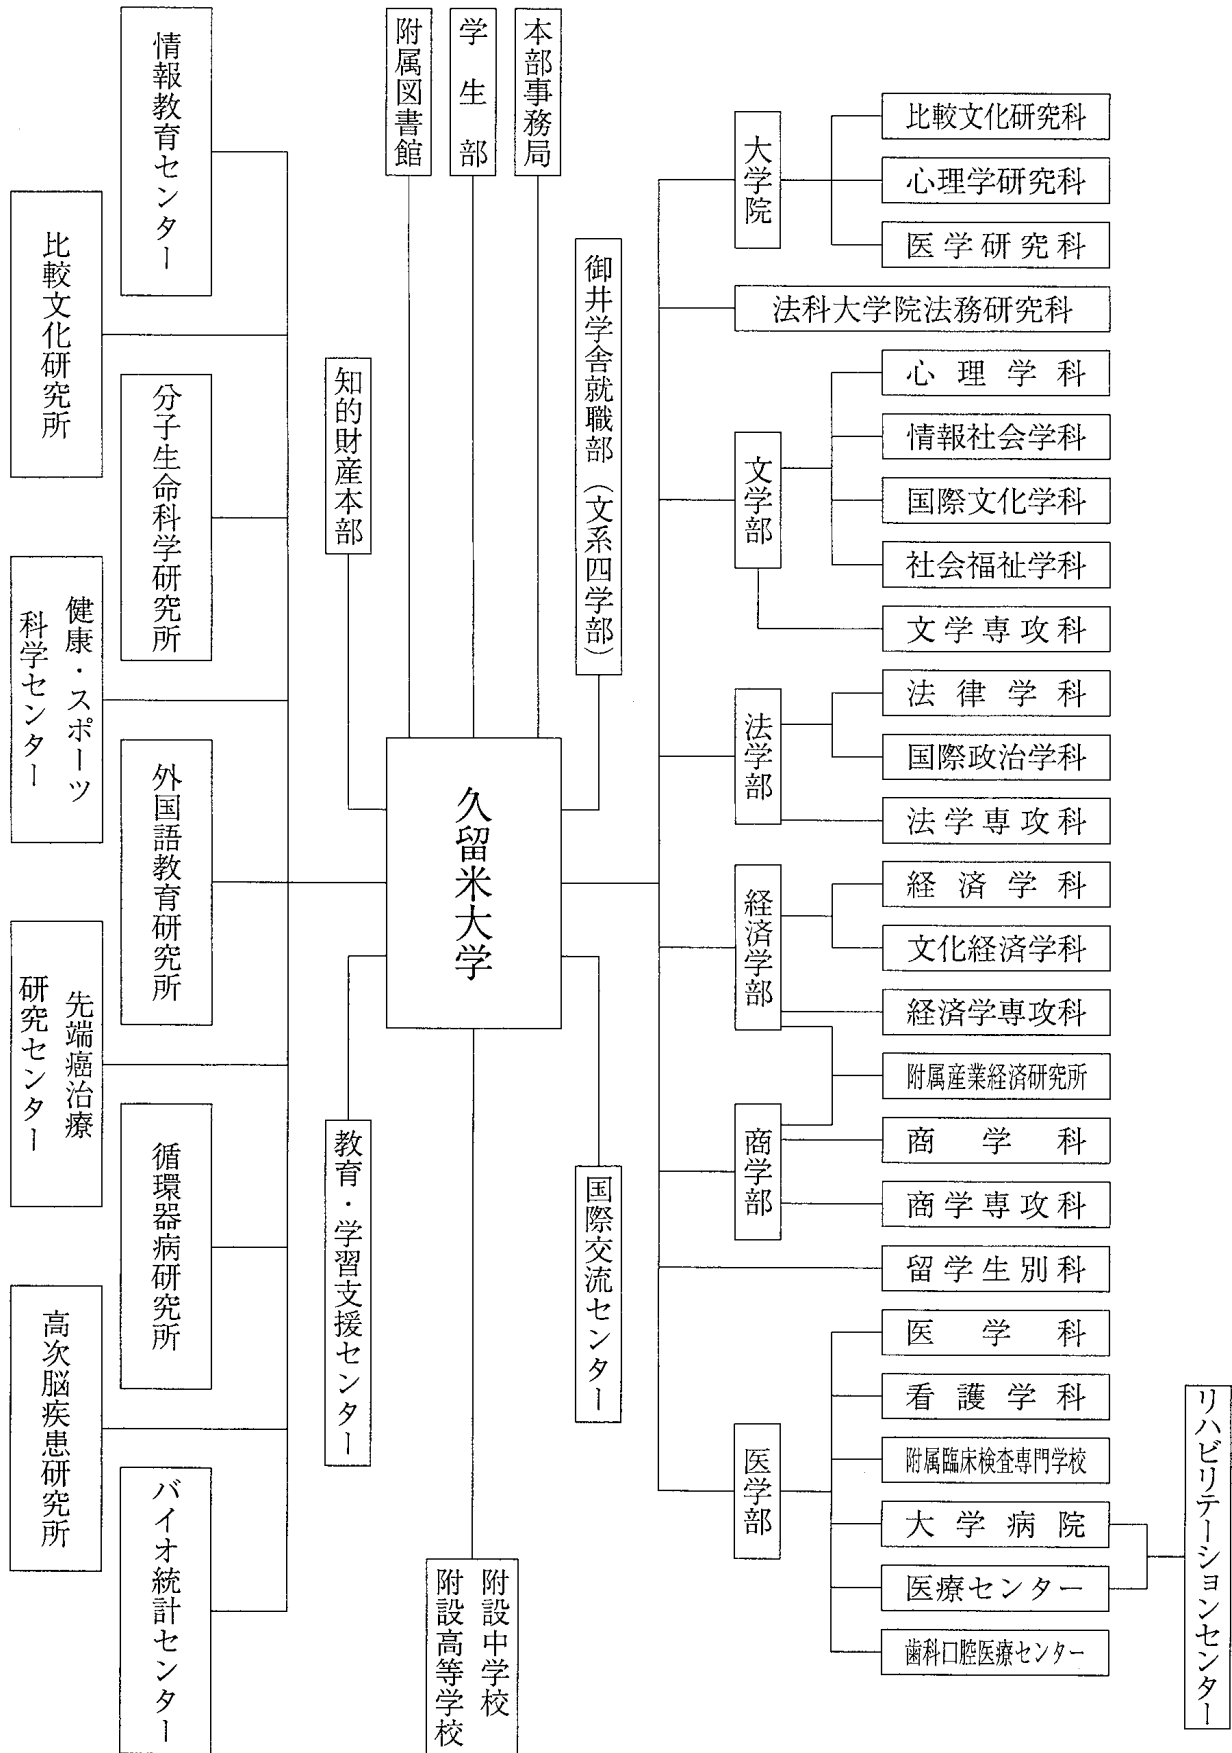 本部事務局
学生部
附属図書館
情報教育センター
比較文化研究所
分子生命科学研究所
健康・スポーツ
科学センター
外国語教育研究所
先端癌治療
研究センター
循環器病研究所
高次脳疾患研究所
バイオ統計センター
知的財産本部
御井学舎就職部（文系四学部）
久留米大学
教育・学習支援センター
国際交流センター
附設中学校
附設高等学校
大学院
比較文化研究科
心理学研究科
医学研究科
法科大学院法務研究科
文学部
心理学科
情報社会学科
国際文化学科
社会福祉学科
文学専攻科
法学部
法律学科
国際政治学科
法学専攻科
経済学部
経済学科
文化経済学科
経済学専攻科
附属産業経済研究所
商学部
商学科
商学専攻科
留学生別科
医学部
医学科
看護学科
附属臨床検査専門学校
大学病院
医療センター
歯科口腔医療センター
リハビリテーションセンター